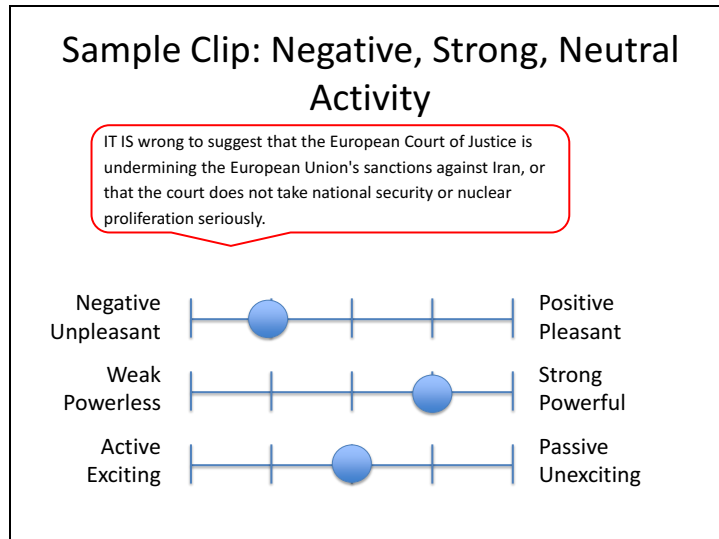 Sample Clip: Negative, Strong, Neutral
Activity
IT IS wrong to suggest that the European Court of Justice is
undermining the European Union's sanctions against Iran, or
that the court does not take national security or nuclear
proliferation seriously.
Negative
Unpleasant
Positive
Pleasant
Weak
Powerless
Strong
Powerful
Active
Exciting
Passive
Unexciting